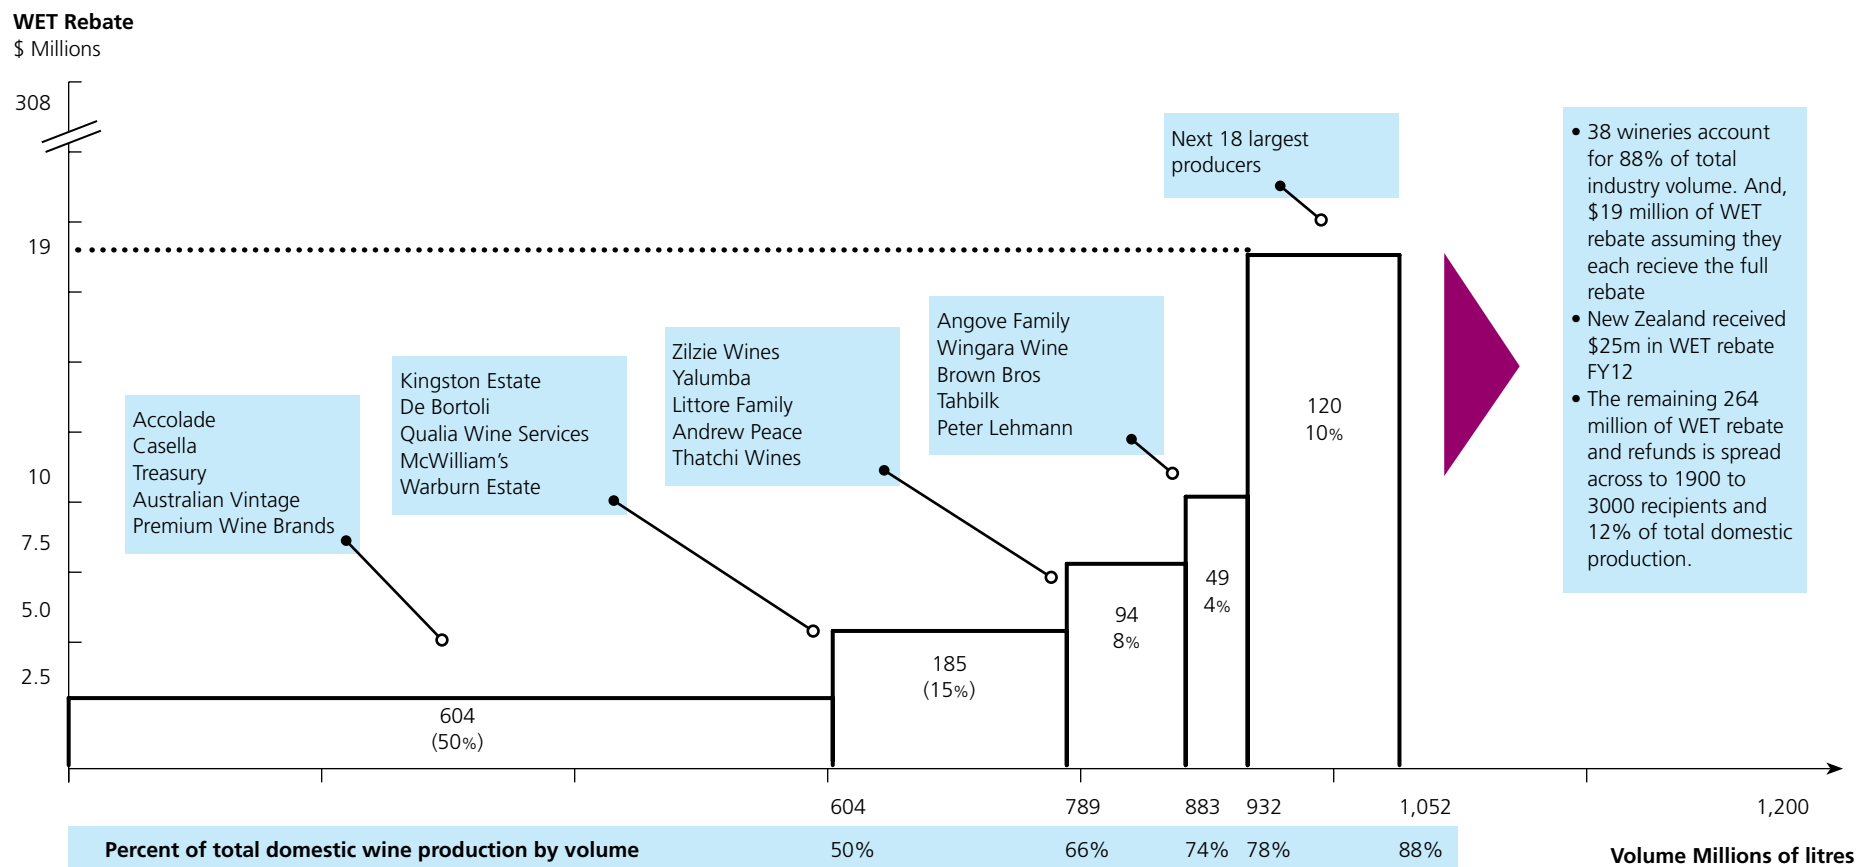 WET Rebate
$ Millions
308
19
10
7.5
5.0
2.5
Accolade
Casella
Treasury
Australian Vintage
Premium Wine Brands
Kingston Estate
De Bortoli
Qualia Wine Services
McWilliam's
Warburn Estate
Zilzie Wines
Yalumba
Littore Family
Andrew Peace
Thatchi Wines
Angove Family
Wingara Wine
Brown Bros
Tahbilk
Peter Lehmann
Next 18 largest
producers
604
(50%)
185
(15%)
94
8%
49
4%
120
10%
• 38 wineries account
for 88% of total
industry volume. And,
$19 million of WET
rebate assuming they
each recieve the full
rebate
• New Zealand received
$25m in WET rebate
FY12
• The remaining 264
million of WET rebate
and refunds is spread
across to 1900 to
3000 recipients and
12% of total domestic
production.
604 789 883 932 1,052 1,200
Percent of total domestic wine production by volume 50% 66% 74% 78% 88%
Volume Millions of litres